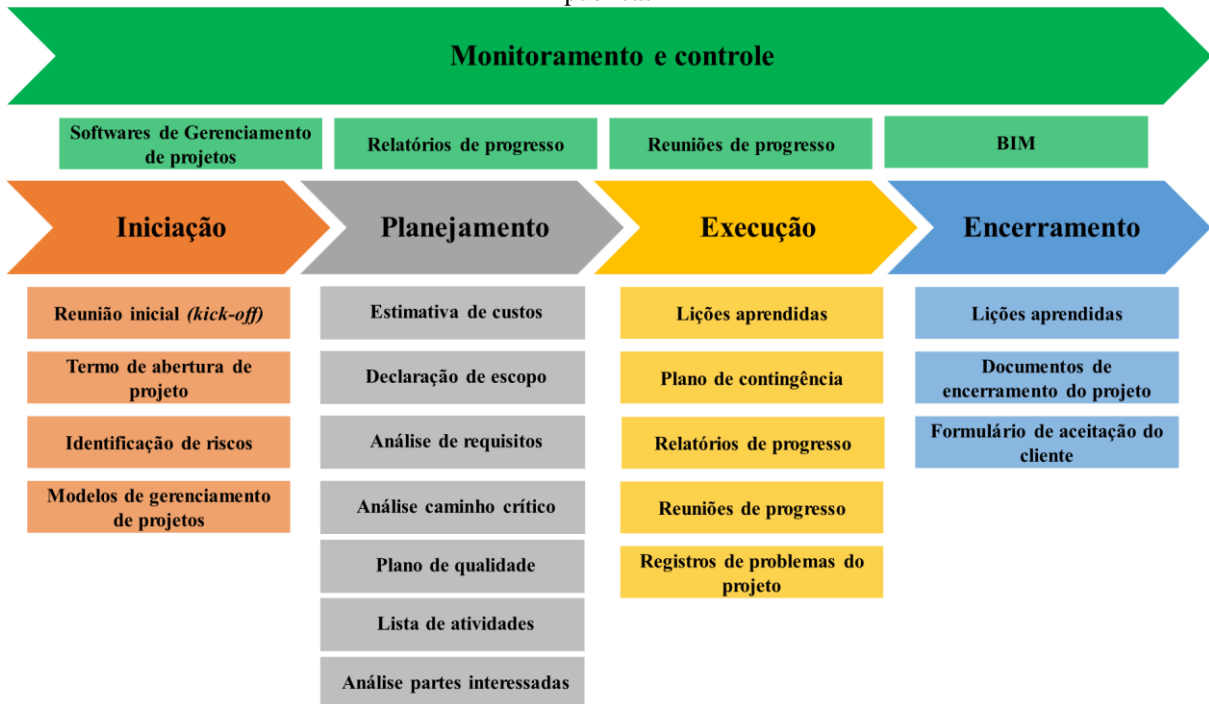 Monitoramento e controle
Softwares de Gerenciamento
de projetos
Relatórios de progresso
Reuniões de progresso
BIM
Iniciação
Planejamento
Execução
Encerramento
Reunião inicial (kick-off)
Termo de abertura de
projeto
Identificação de riscos
Modelos de gerenciamento
de projetos
Estimativa de custos
Declaração de escopo
Análise de requisitos
Análise caminho crítico
Plano de qualidade
Lista de atividades
Análise partes interessadas
Lições aprendidas
Plano de contingência
Relatórios de progresso
Reuniões de progresso
Registros de problemas do
projeto
Lições aprendidas
Documentos de
encerramento do projeto
Formulário de aceitação do
cliente